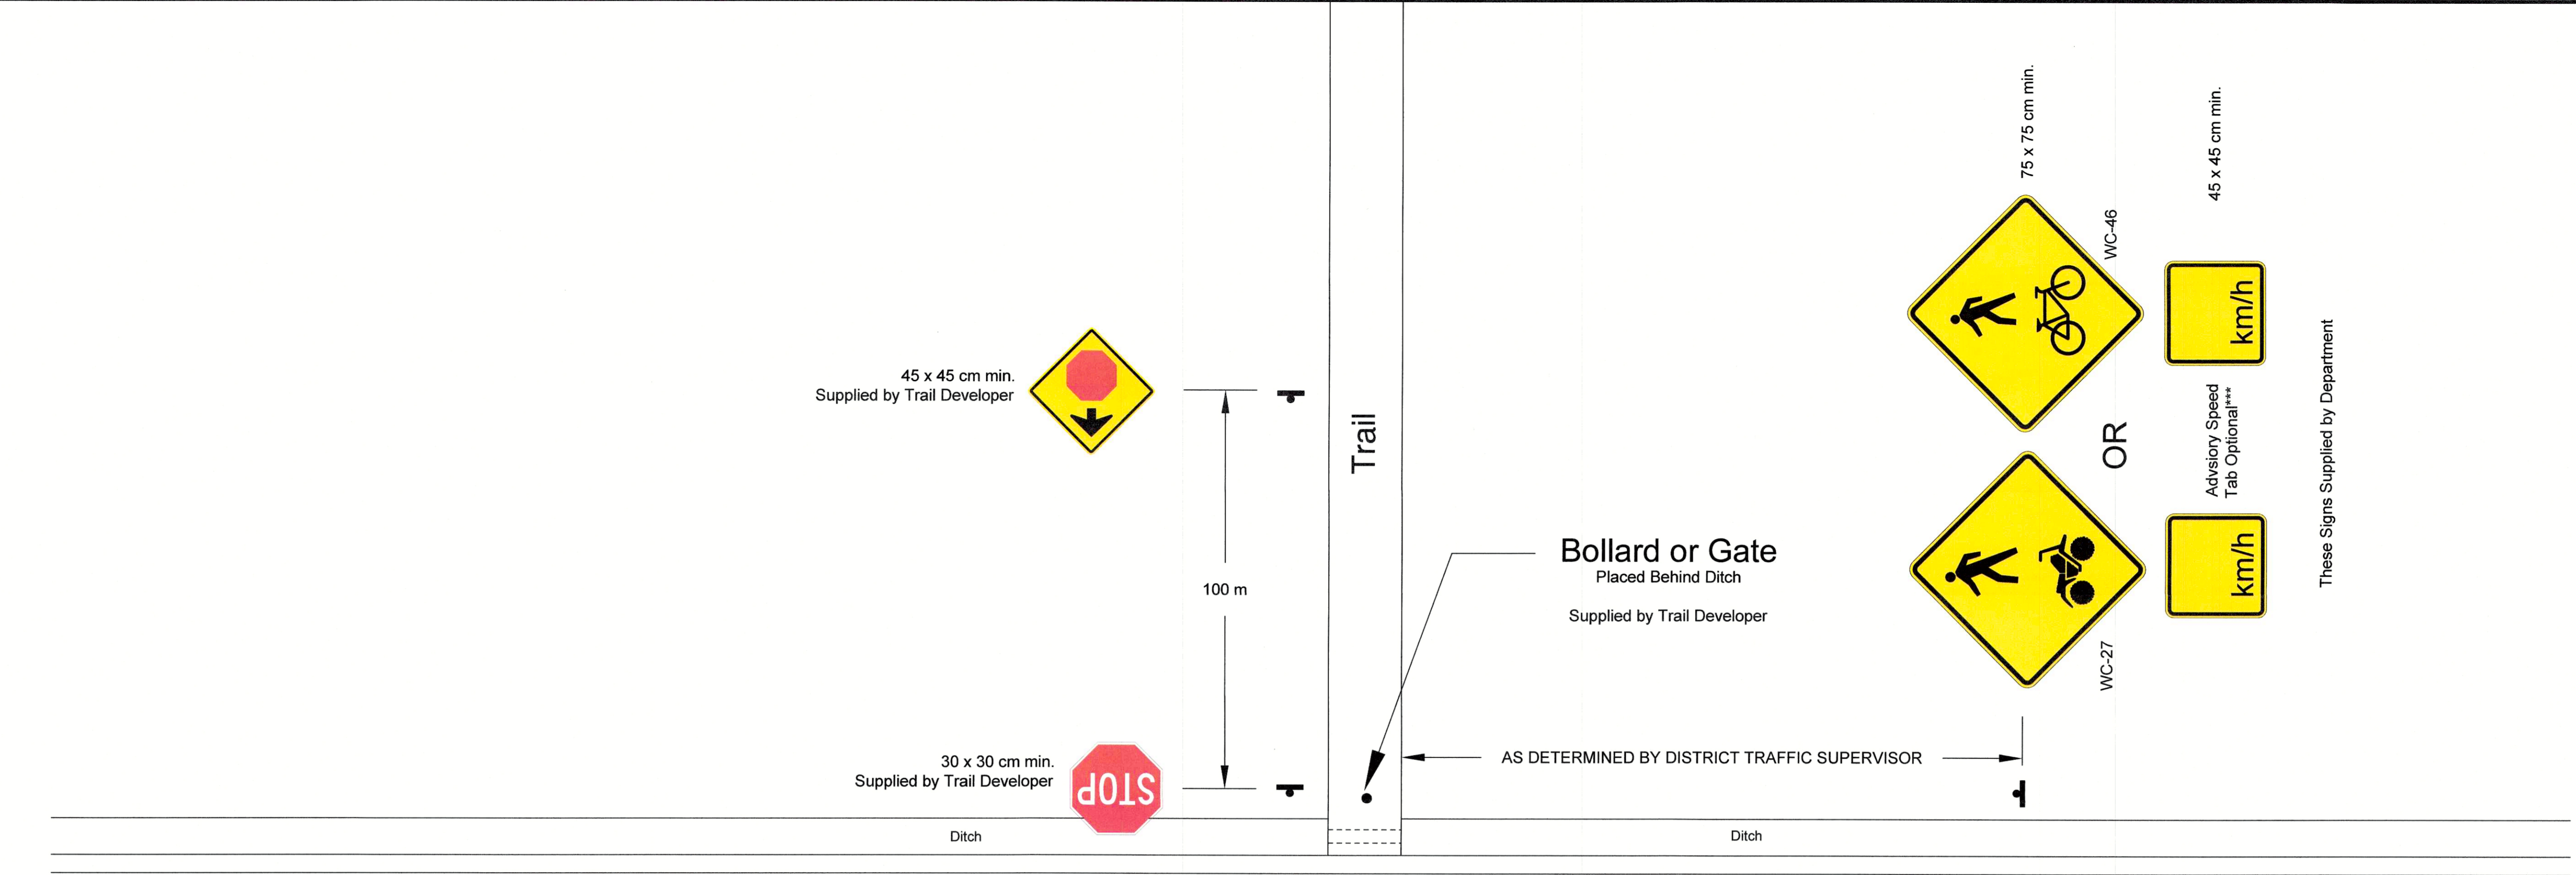 45 x 45 cm min.
Supplied by Trail Developer
30 x 30 cm min.
Supplied by Trail Developer
STOP
100 m
Trail
Bollard or Gate
Placed Behind Ditch
Supplied by Trail Developer
AS DETERMINED BY DISTRICT TRAFFIC SUPERVISOR
75 x 75 cm min.
WC-46
OR
WC-27
45 x 45 cm min.
km/h
Advsiory Speed
Tab Optional***
km/h
These Signs Supplied by Department
Ditch
Ditch